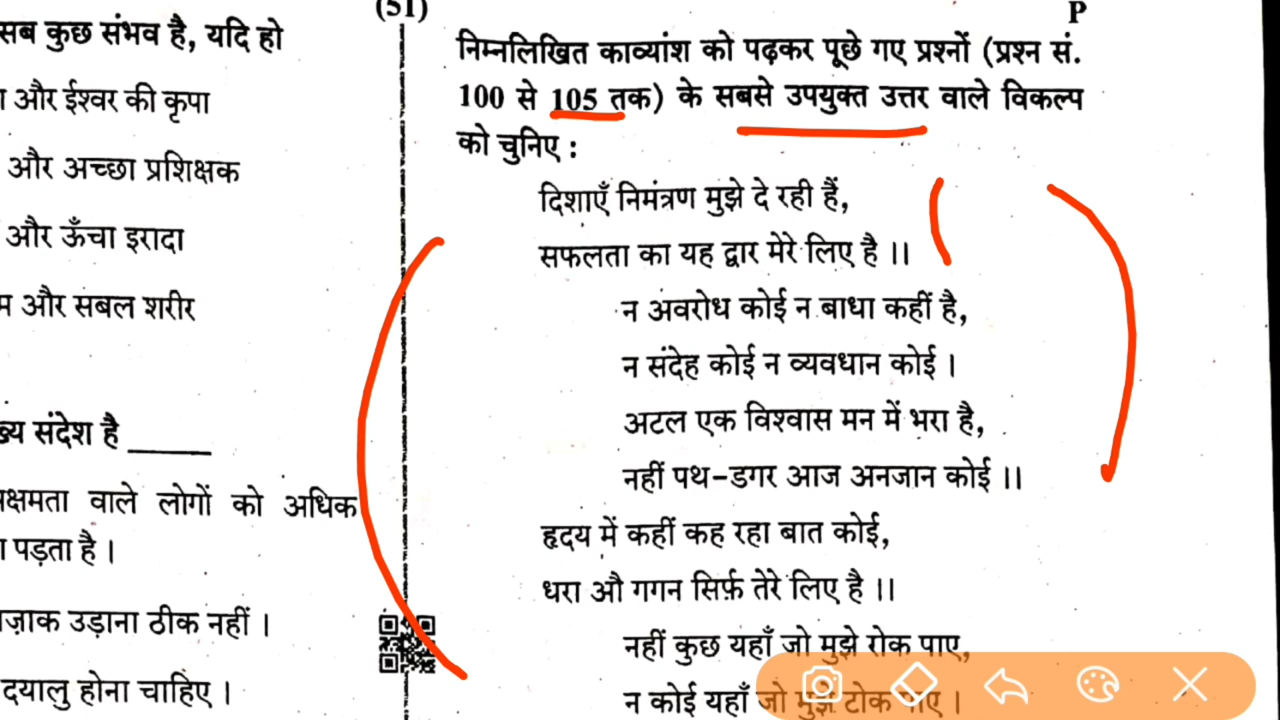 (51)
P
सब कुछ संभव है, यदि हो
और ईश्वर की कृपा
और अच्छा प्रशिक्षक
और ऊँचा इरादा
और सबल शरीर
संदेश है ______
वाले लोगों को अधिक
पड़ता है ।
उड़ाना ठीक नहीं ।
दयालु होना चाहिए ।
निम्नलिखित काव्यांश को पढ़कर पूछे गए प्रश्नों (प्रश्न सं.
100 से 105 तक) के सबसे उपयुक्त उत्तर वाले विकल्प
को चुनिए :
दिशाएँ निमंत्रण मुझे दे रही हैं,
सफलता का यह द्वार मेरे लिए है ।।
न अवरोध कोई न बाधा कहीं है,
न संदेह कोई न व्यवधान कोई ।
अटल एक विश्वास मन में भरा है,
नहीं पथ-डगर आज अनजान कोई ।।
हृदय में कहीं कह रहा बात कोई,
धरा औ गगन सिर्फ़ तेरे लिए है ।।
नहीं कुछ यहाँ जो मुझे रोक पाए,
न कोई यहाँ जो मुझे टोक पाए ।